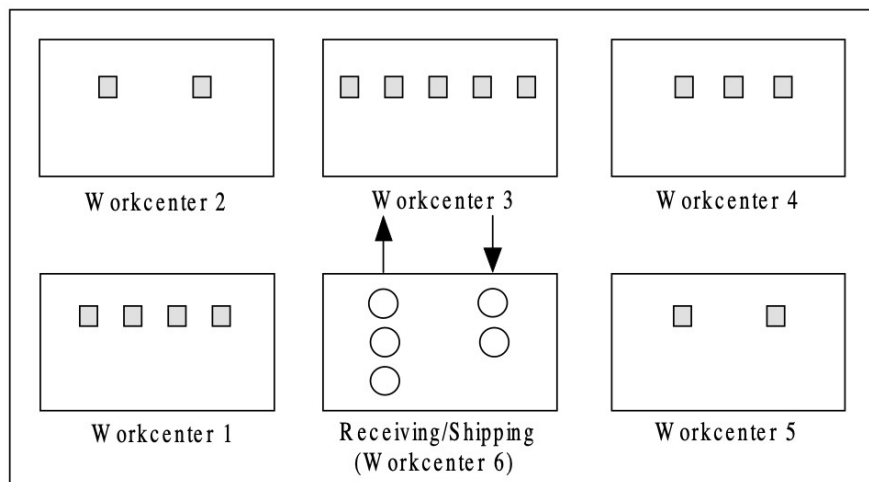 Workcenter 2
Workcenter 3
Workcenter 4
Workcenter 1
Receiving/Shipping
(Workcenter 6)
Workcenter 5